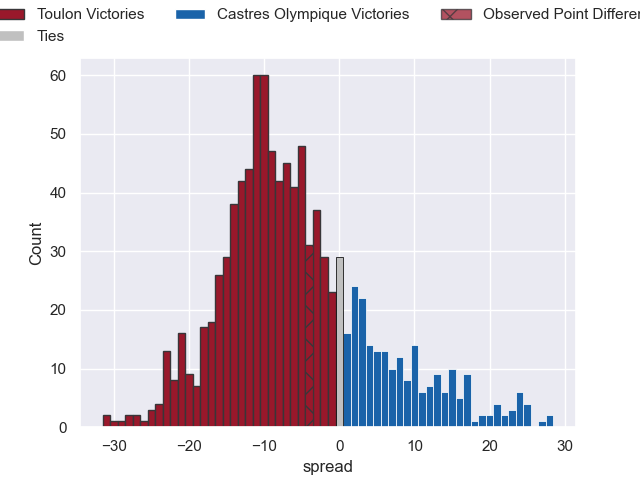 Toulon Victories
Castres Olympique Victories
Observed Point Differen
Ties
60
50
40
30
20
10
0
Count
−30
−20
−10
0
10
20
30
spread